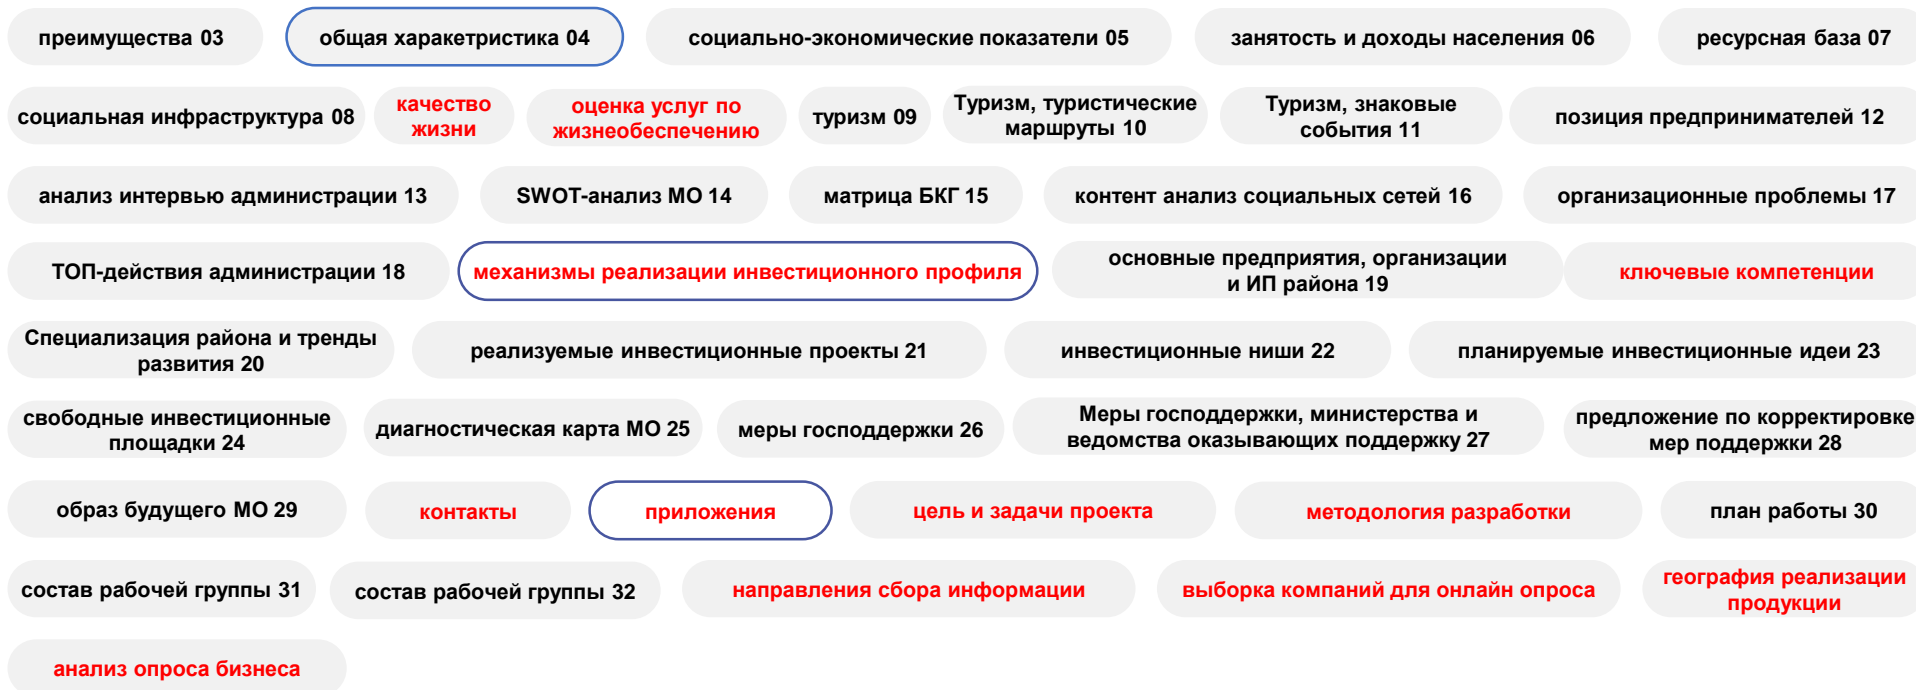 преимущества 03
общая характетристика 04
социально-экономические показатели 05
занятость и доходы населения 06
ресурсная база 07
социальная инфраструктура 08
качество
жизни
оценка услуг по
жизнеобеспечению
туризм 09
Туризм, туристические
маршруты 10
Туризм, знаковые
события 11
позиция предпринимателей 12
анализ интервью администрации 13
SWOT-анализ МО 14
матрица БКГ 15
контент анализ социальных сетей 16
организационные проблемы 17
ТОП-действия администрации 18
механизмы реализации инвестиционного профиля
основные предприятия, организации
и ИП района 19
ключевые компетенции
Специализация района и тренды
развития 20
реализуемые инвестиционные проекты 21
инвестиционные ниши 22
планируемые инвестиционные идеи 23
свободные инвестиционные
площадки 24
диагностическая карта МО 25
меры господдержки 26
Меры господдержки, министерства и
ведомства оказывающих поддержку 27
предложение по корректировке
мер поддержки 28
образ будущего МО 29
контакты
приложения
цель и задачи проекта
методология разработки
план работы 30
состав рабочей группы 31
состав рабочей группы 32
направления сбора информации
выборка компаний для онлайн опроса
география реализации
продукции
анализ опроса бизнеса